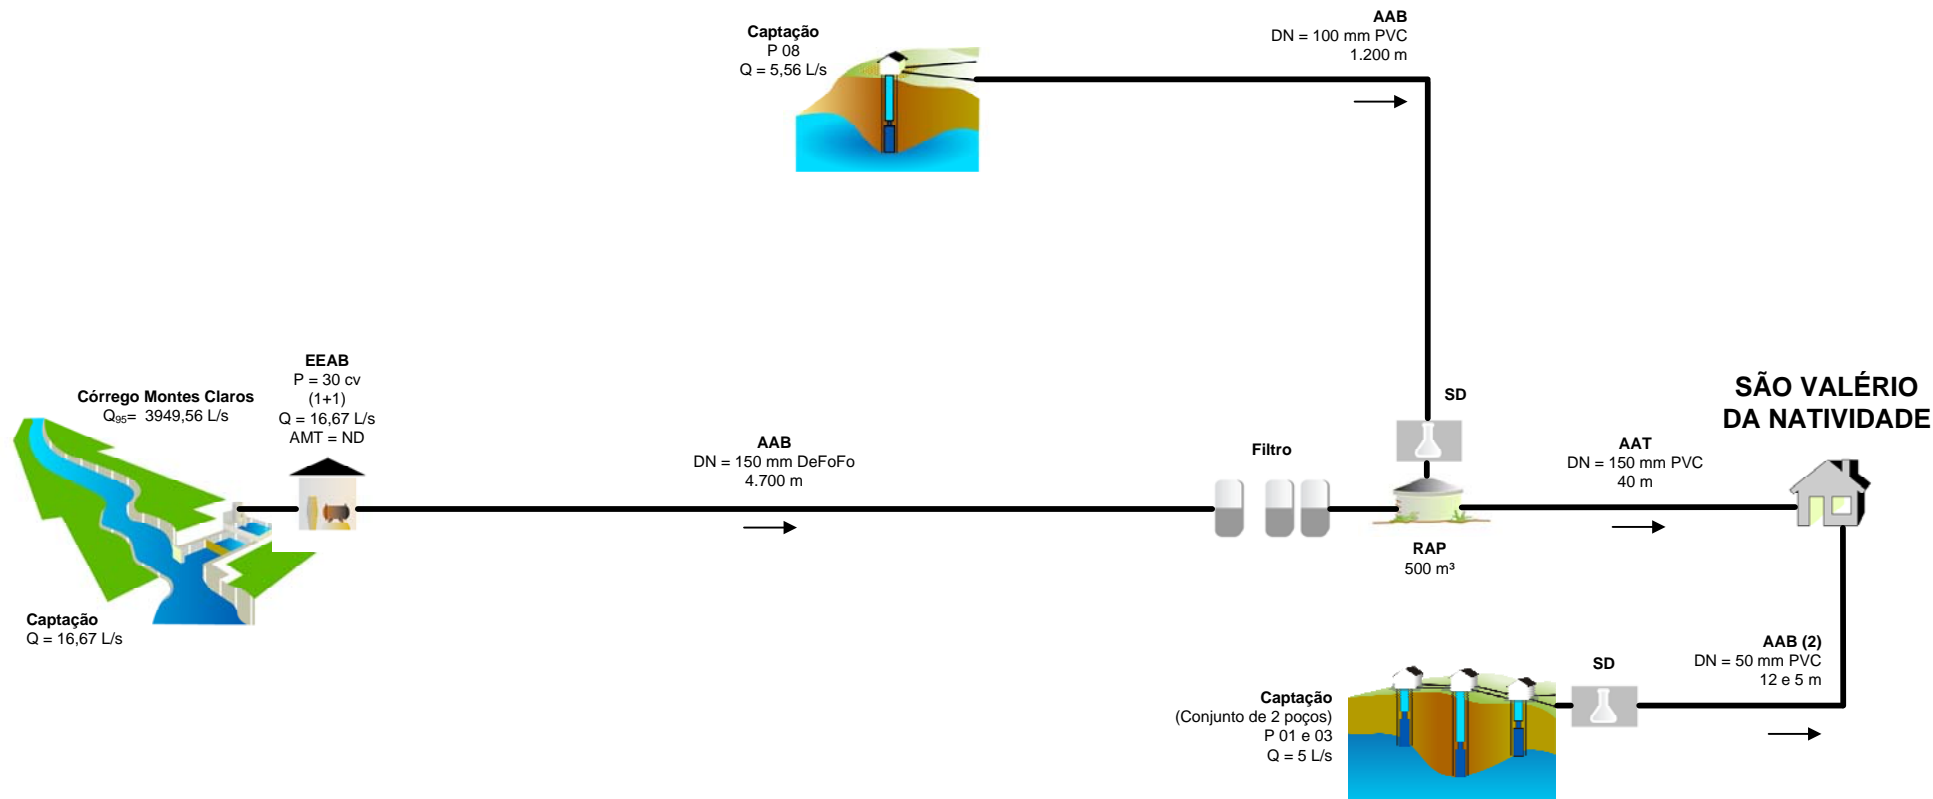 Captação
P 08
Q = 5,56 L/s
AAB
DN = 100 mm PVC
1.200 m
Córrego Montes Claros
Q₉₅= 3949,56 L/s
EEAB
P = 30 cv
(1+1)
Q = 16,67 L/s
AMT = ND
AAB
DN = 150 mm DeFoFo
4.700 m
Filtro
SD
RAP
500 m³
AAT
DN = 150 mm PVC
40 m
SÃO VALÉRIO
DA NATIVIDADE
Captação
Q = 16,67 L/s
Captação
(Conjunto de 2 poços)
P 01 e 03
Q = 5 L/s
SD
AAB (2)
DN = 50 mm PVC
12 e 5 m